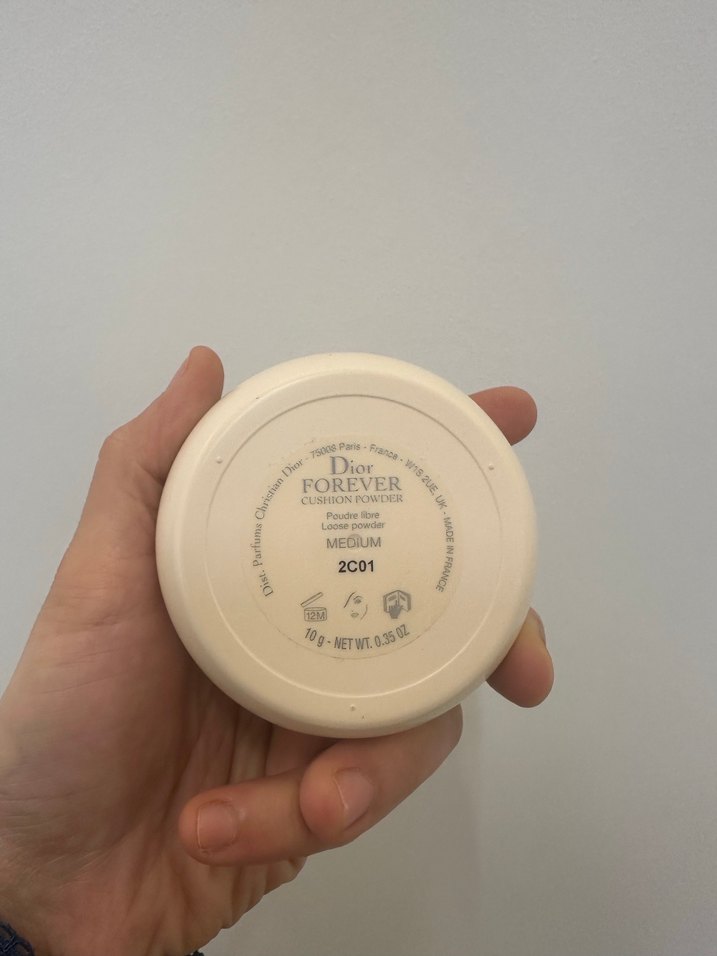 Dist. Parfums Christian Dior - 75008 Paris - France - W1S 2UE. UK - MADE IN FRANCE
Dior
FOREVER
CUSHION POWDER
Poudre libre
Loose powder
MEDIUM
2C01
12M
10 g - NET WT. 0.35 OZ